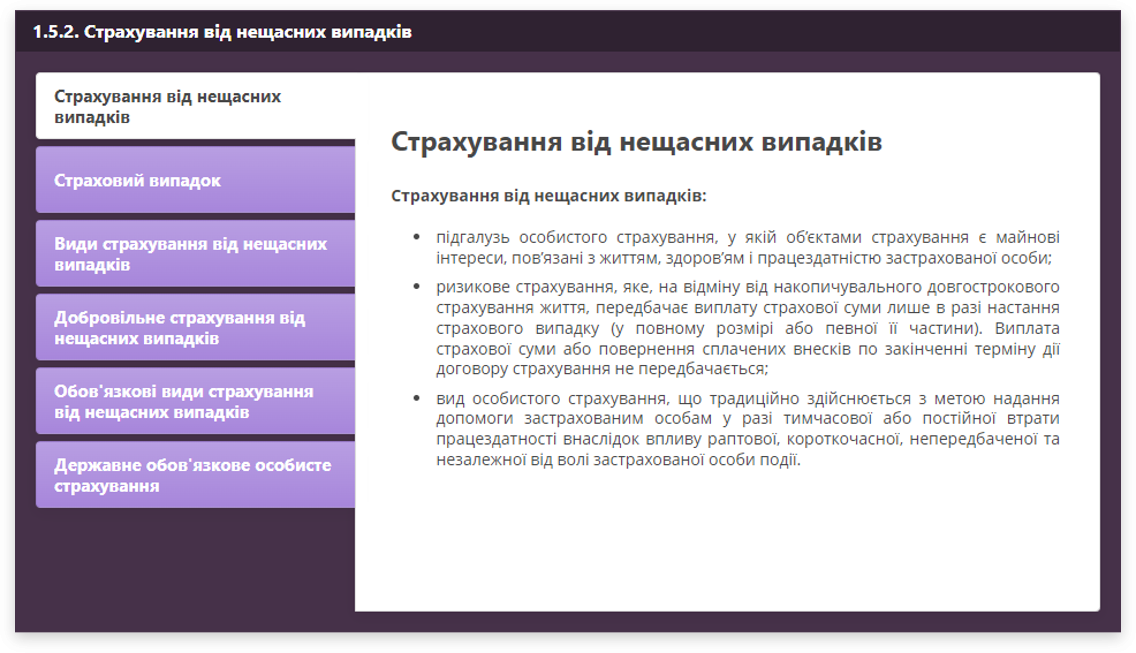 1.5.2. Страхування від нещасних випадків
Страхування від нещасних
випадків
Страховий випадок
Види страхування від нещасних
випадків
Добровільне страхування від
нещасних випадків
Обов'язкові види страхування
від нещасних випадків
Державне обов'язкове особисте
страхування
Страхування від нещасних випадків
Страхування від нещасних випадків:
• підгалузь особистого страхування, у якій об’єктами страхування є майнові
інтереси, пов’язані з життям, здоров’ям і працездатністю застрахованої особи;
• ризикове страхування, яке, на відміну від накопичувального довгострокового
страхування життя, передбачає виплату страхової суми лише в разі настання
страхового випадку (у повному розмірі або певної її частини). Виплата
страхової суми або повернення сплачених внесків по закінченні терміну дії
договору страхування не передбачається;
• вид особистого страхування, що традиційно здійснюється з метою надання
допомоги застрахованим особам у разі тимчасової або постійної втрати
працездатності внаслідок впливу раптової, короткочасної, непередбаченої та
незалежної від волі застрахованої особи події.